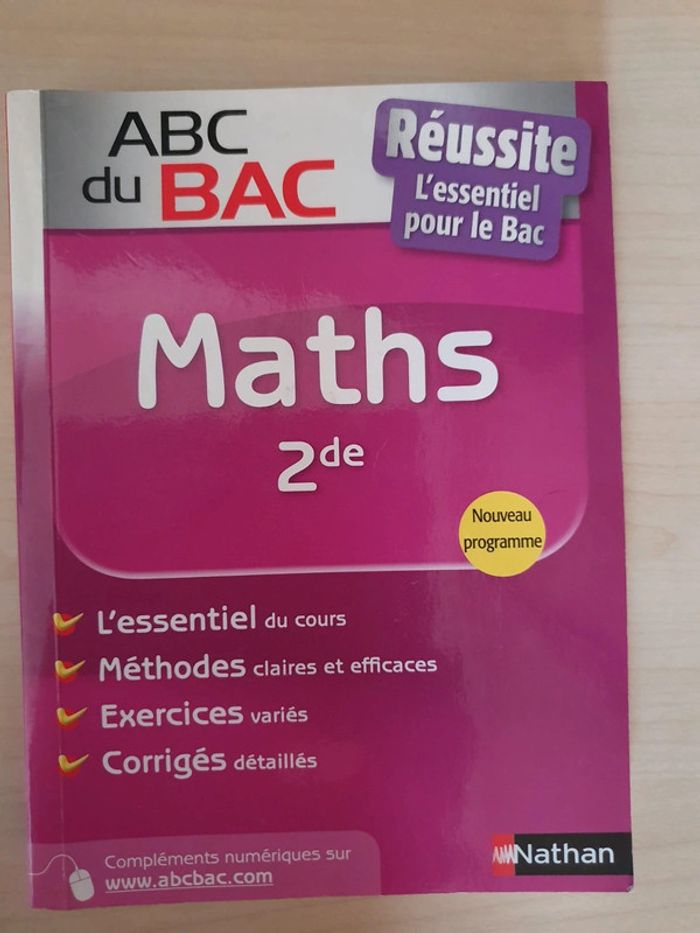 ABC
du BAC
Réussite
L'essentiel
pour le Bac
Maths
2de
Nouveau
programme
L'essentiel du cours
Méthodes claires et efficaces
Exercices variés
Corrigés détaillés
Compléments numériques sur
www.abcbac.com
Nathan